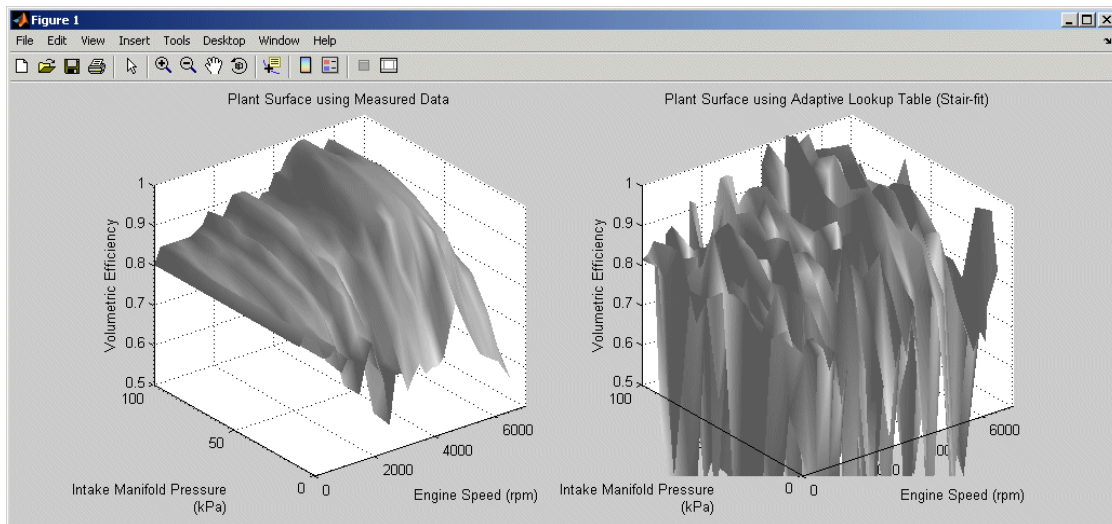 Figure 1
File Edit View Insert Tools Desktop Window Help
Plant Surface using Measured Data
1
0.9
0.8
0.7
0.6
0.5
100
50
0
0
2000
4000
6000
Volumetric Efficiency
Intake Manifold Pressure
(kPa)
Engine Speed (rpm)
Plant Surface using Adaptive Lookup Table (Stair-fit)
1
0.9
0.8
0.7
0.6
0.5
100
0
0
6000
Volumetric Efficiency
Intake Manifold Pressure
(kPa)
Engine Speed (rpm)